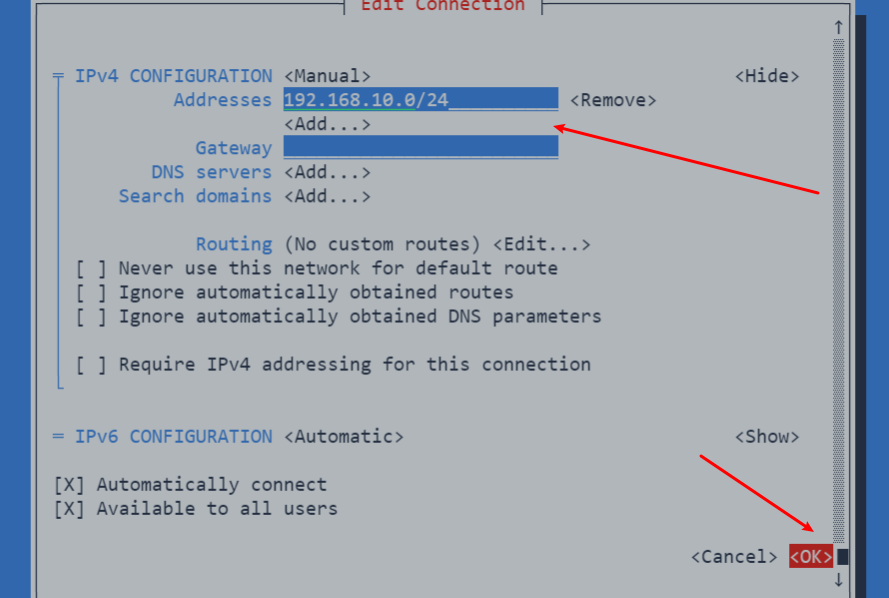 Edit Connection
IPv4 CONFIGURATION <Manual> <Hide>
Addresses 192.168.10.0/24 <Remove>
<Add...>
Gateway
DNS servers <Add...>
Search domains <Add...>
Routing (No custom routes) <Edit...>
[ ] Never use this network for default route
[ ] Ignore automatically obtained routes
[ ] Ignore automatically obtained DNS parameters
[ ] Require IPv4 addressing for this connection
IPv6 CONFIGURATION <Automatic> <Show>
[X] Automatically connect
[X] Available to all users
<Cancel> <OK>